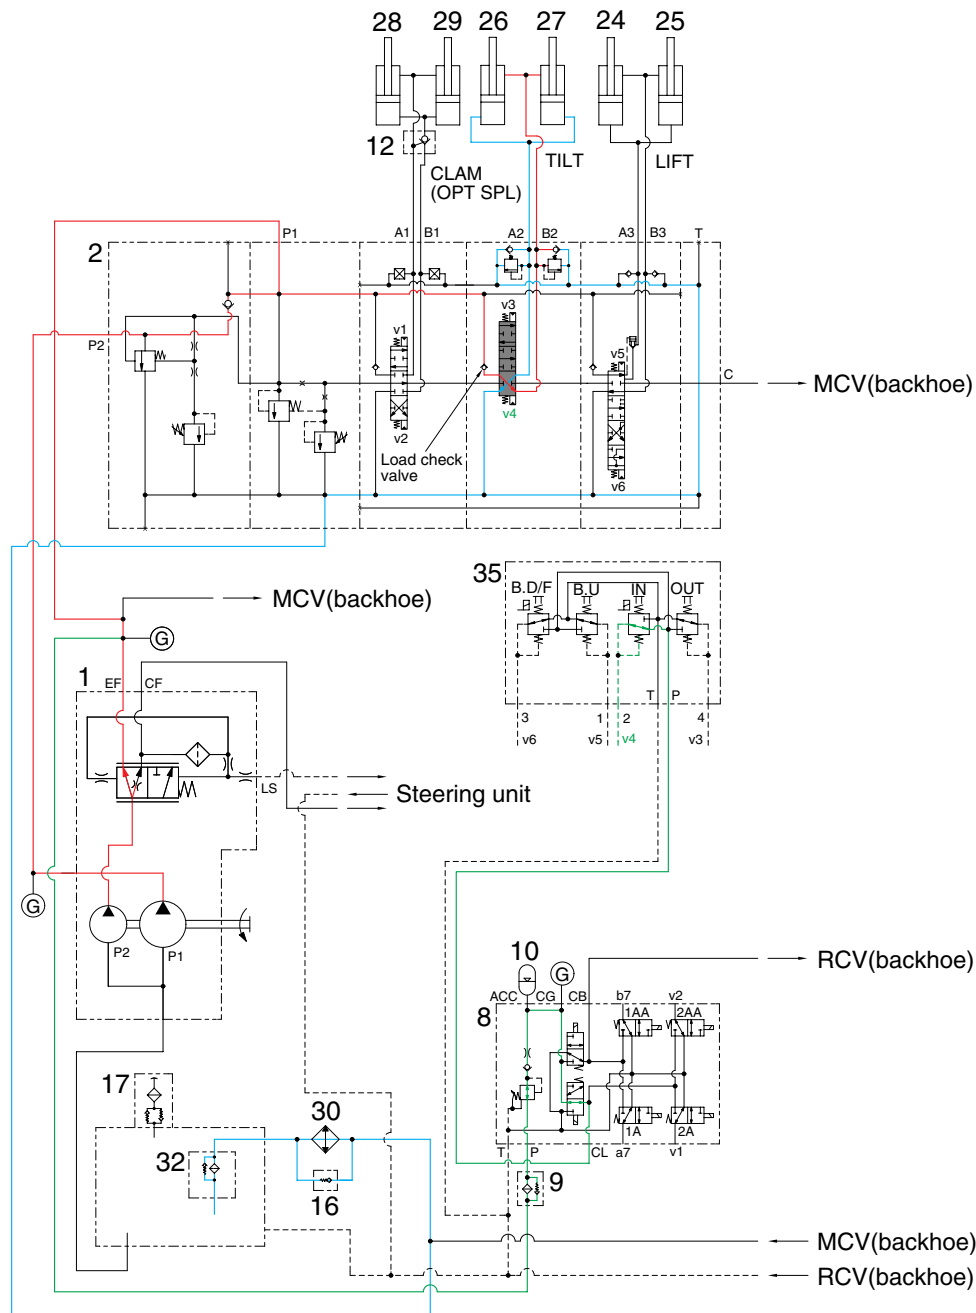 28 29 26 27 24 25
12
CLAM
(OPT SPL)
TILT
LIFT
2
P1
A1 B1
A2 B2
A3 B3
T
P2
v1
v3
v5
C
MCV(backhoe)
v2
v4
v6
Load check
valve
35
B.D/F B.U IN OUT
MCV(backhoe)
G
1
EF CF
T P
3 1 2 4
v6 v5 v4 v3
LS
Steering unit
G
P2 P1
10
G
RCV(backhoe)
ACC CG CB b7 v2
8
1AA 2AA
17
30
1A 2A
T P CL a7 v1
32
16
9
MCV(backhoe)
RCV(backhoe)